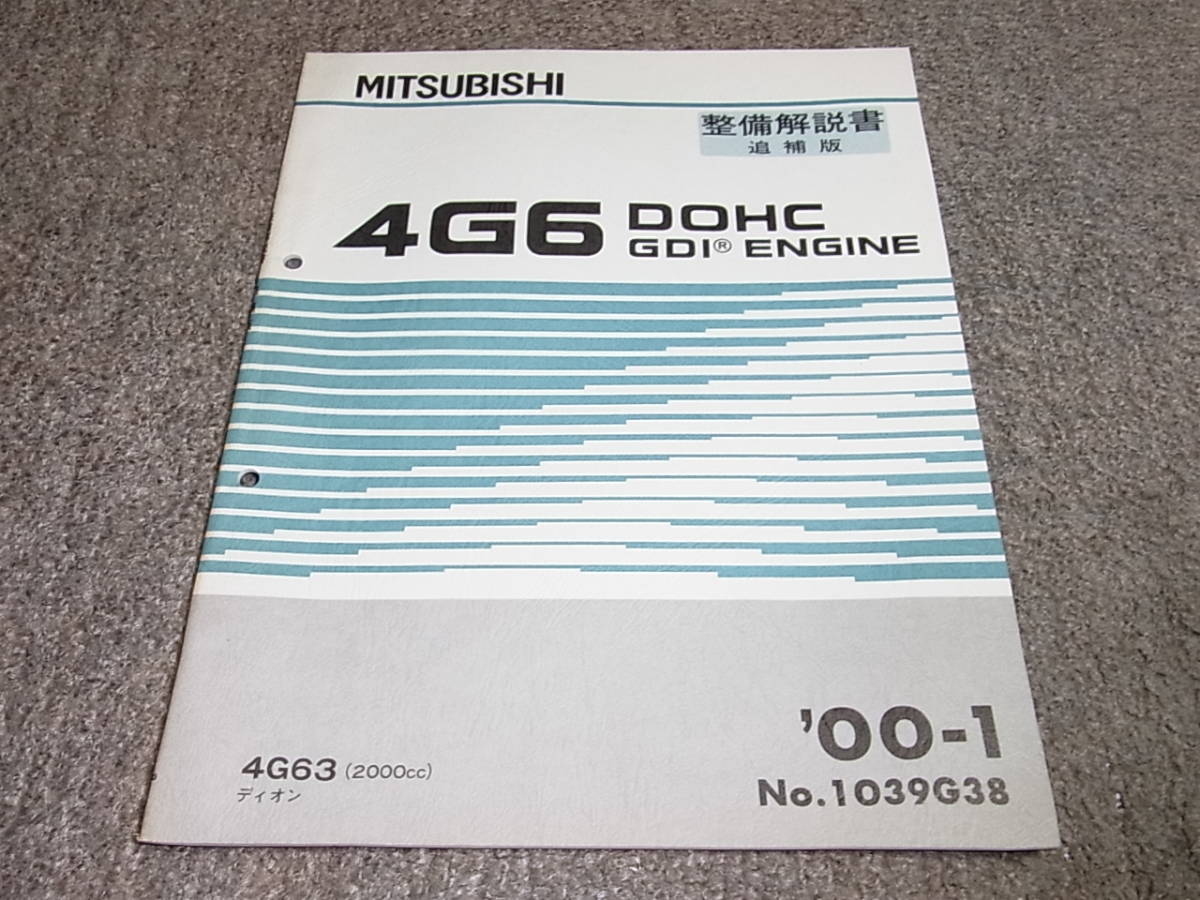 MITSUBISHI
整備解説書
追補版
4G6 DOHC
GDI® ENGINE
'00-1
4G63 (2000cc)
ディオン
No.1039G38